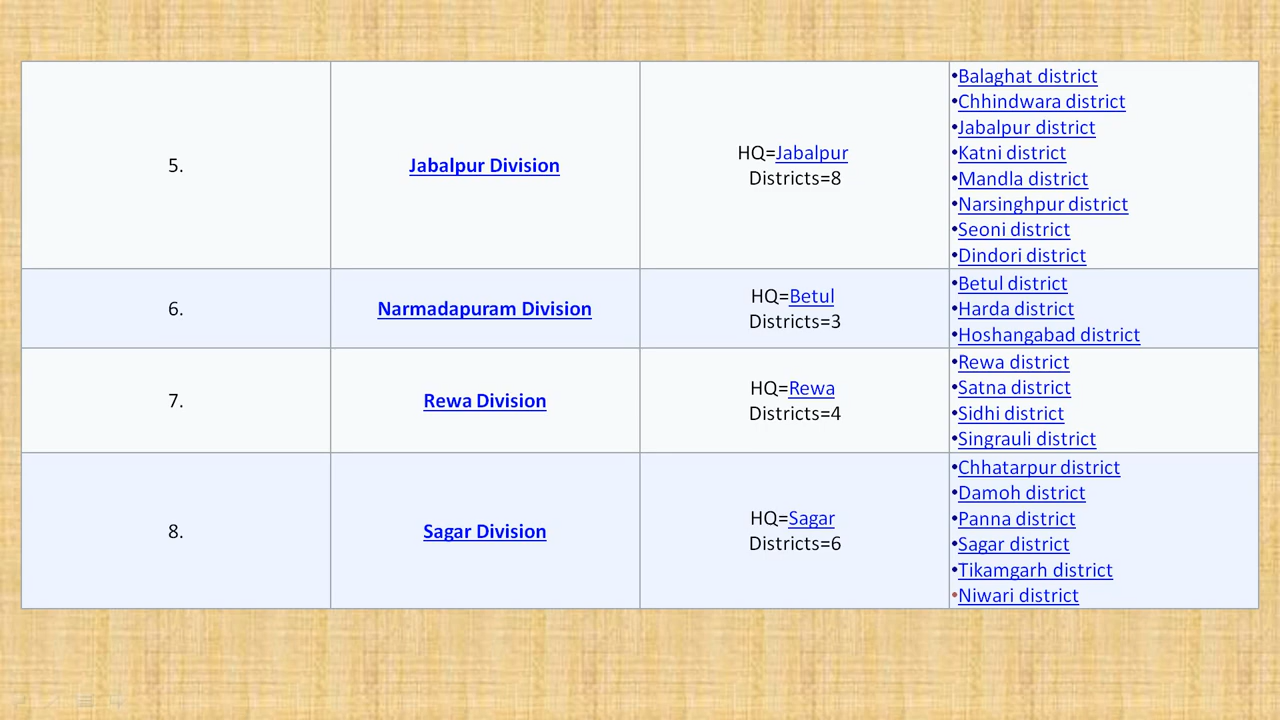 5.
Jabalpur Division
HQ=Jabalpur
Districts=8
•Balaghat district
•Chhindwara district
•Jabalpur district
•Katni district
•Mandla district
•Narsinghpur district
•Seoni district
•Dindori district
6.
Narmadapuram Division
HQ=Betul
Districts=3
•Betul district
•Harda district
•Hoshangabad district
7.
Rewa Division
HQ=Rewa
Districts=4
•Rewa district
•Satna district
•Sidhi district
•Singrauli district
8.
Sagar Division
HQ=Sagar
Districts=6
•Chhatarpur district
•Damoh district
•Panna district
•Sagar district
•Tikamgarh district
•Niwari district